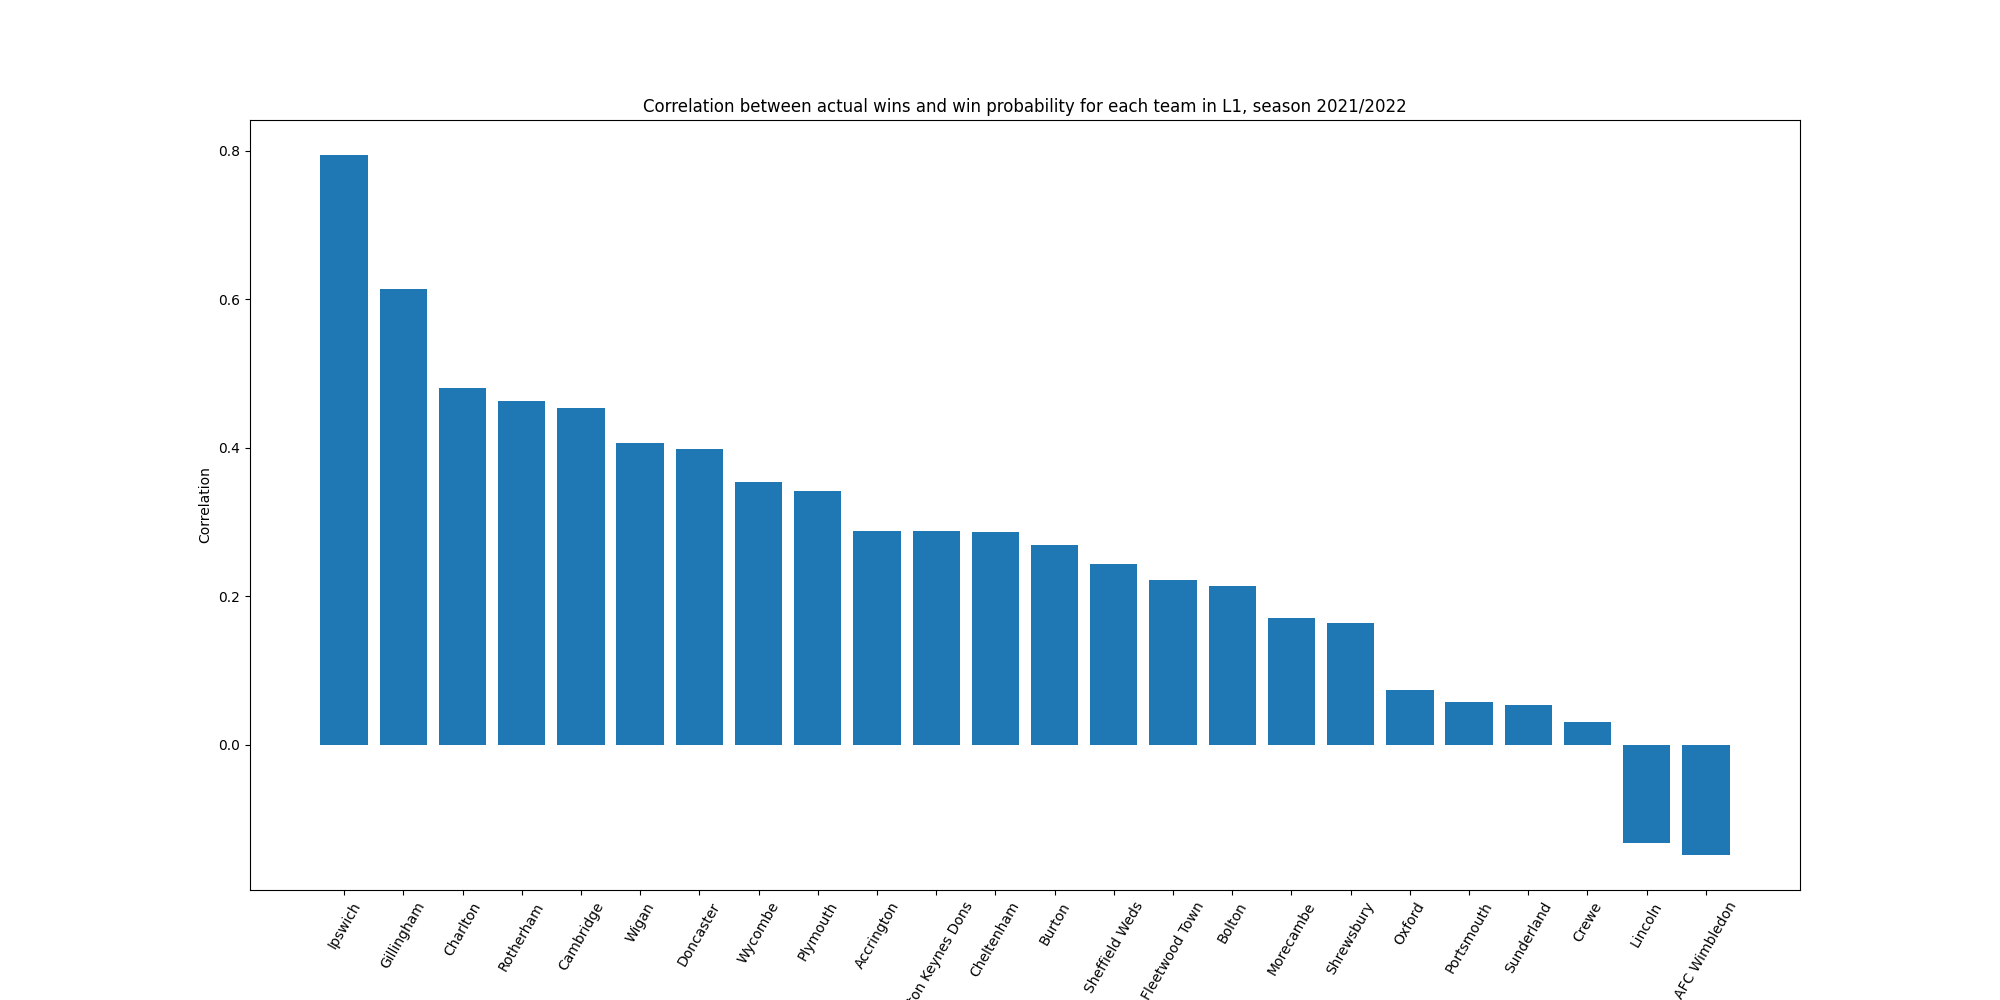 Correlation between actual wins and win probability for each team in L1, season 2021/2022
0.8
0.6
0.4
0.2
0.0
Correlation
Ipswich
Gillingham
Charlton
Rotherham
Cambridge
Wigan
Doncaster
Wycombe
Plymouth
Accrington
Keynes Dons
Cheltenham
Burton
Sheffield Weds
Fleetwood Town
Bolton
Morecambe
Shrewsbury
Oxford
Portsmouth
Sunderland
Crewe
Lincoln
AFC Wimbledon